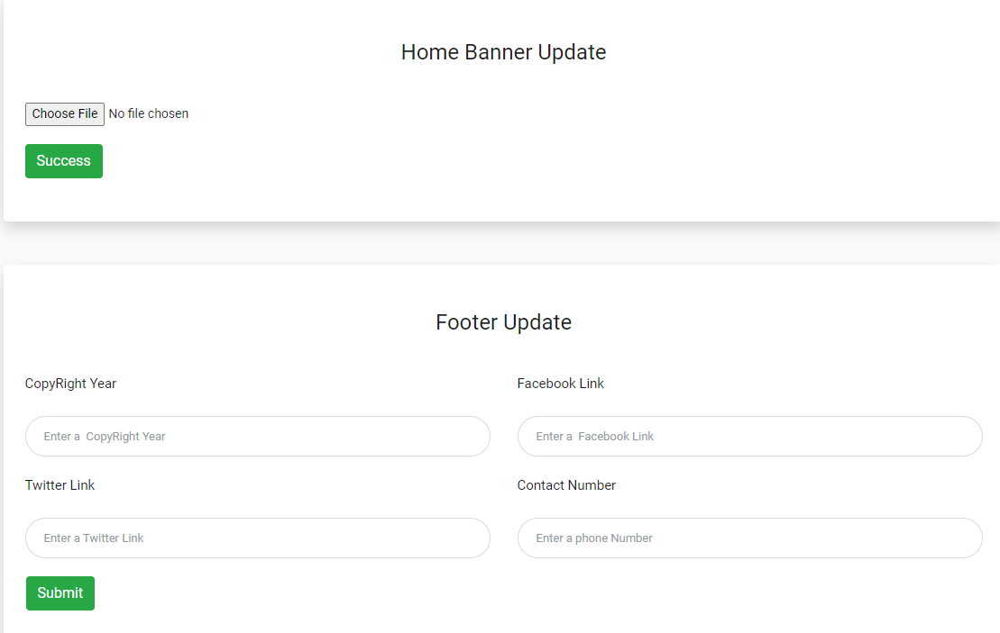 Home Banner Update
Choose File No file chosen
Success
Footer Update
CopyRight Year
Facebook Link
Enter a  CopyRight Year
Enter a  Facebook Link
Twitter Link
Contact Number
Enter a Twitter Link
Enter a phone Number
Submit